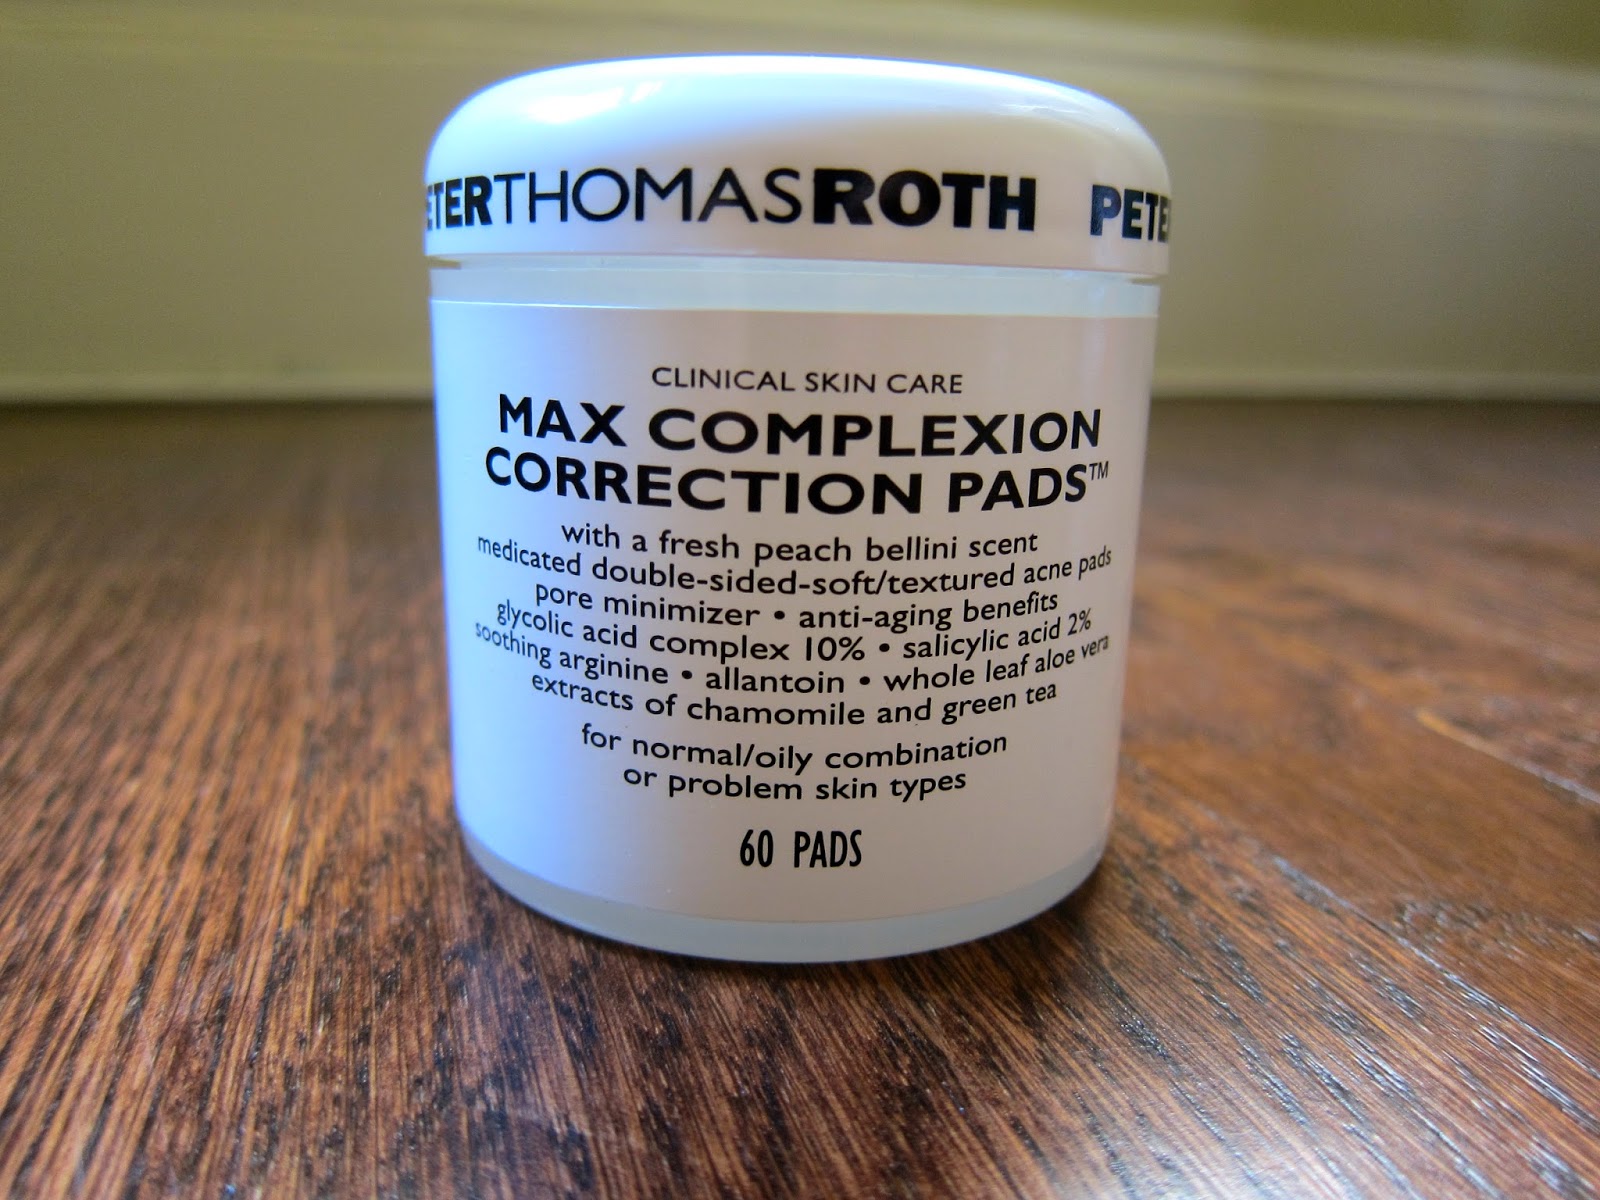 PETERTHOMASROTH PETER
CLINICAL SKIN CARE
MAX COMPLEXION
CORRECTION PADS™
with a fresh peach bellini scent
medicated double-sided-soft/textured acne pads
pore minimizer • anti-aging benefits
glycolic acid complex 10% • salicylic acid 2%
soothing arginine • allantoin • whole leaf aloe vera
extracts of chamomile and green tea
for normal/oily combination
or problem skin types
60 PADS